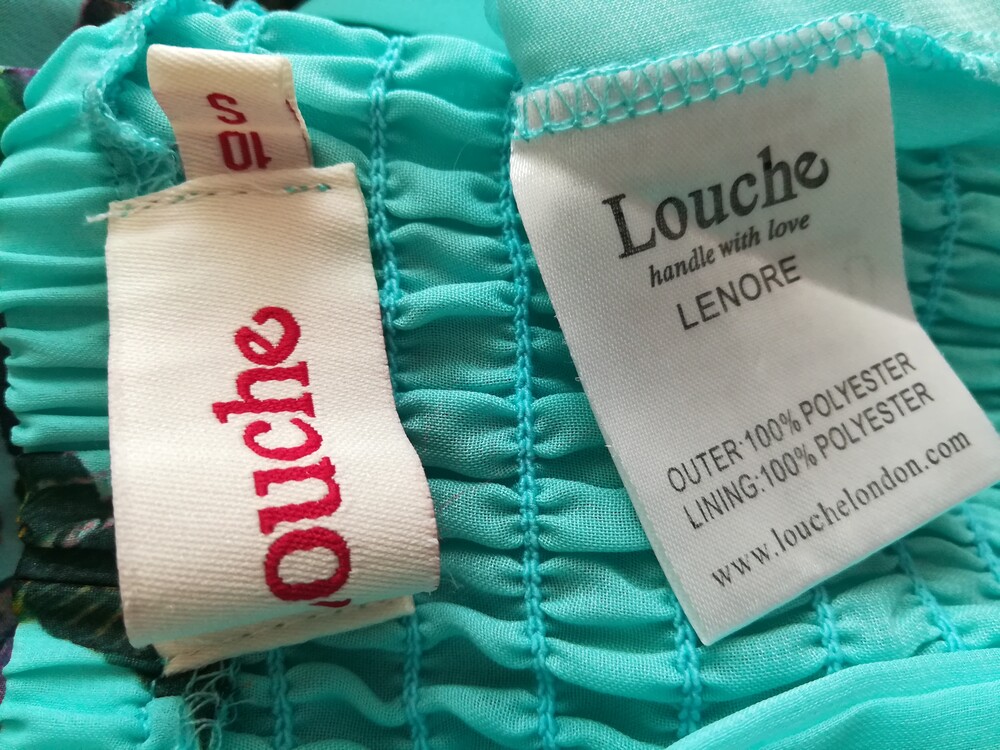 S
10
ouche
Louche
handle with love
LENORE
OUTER:100% POLYESTER
LINING:100% POLYESTER
www.louchelondon.com